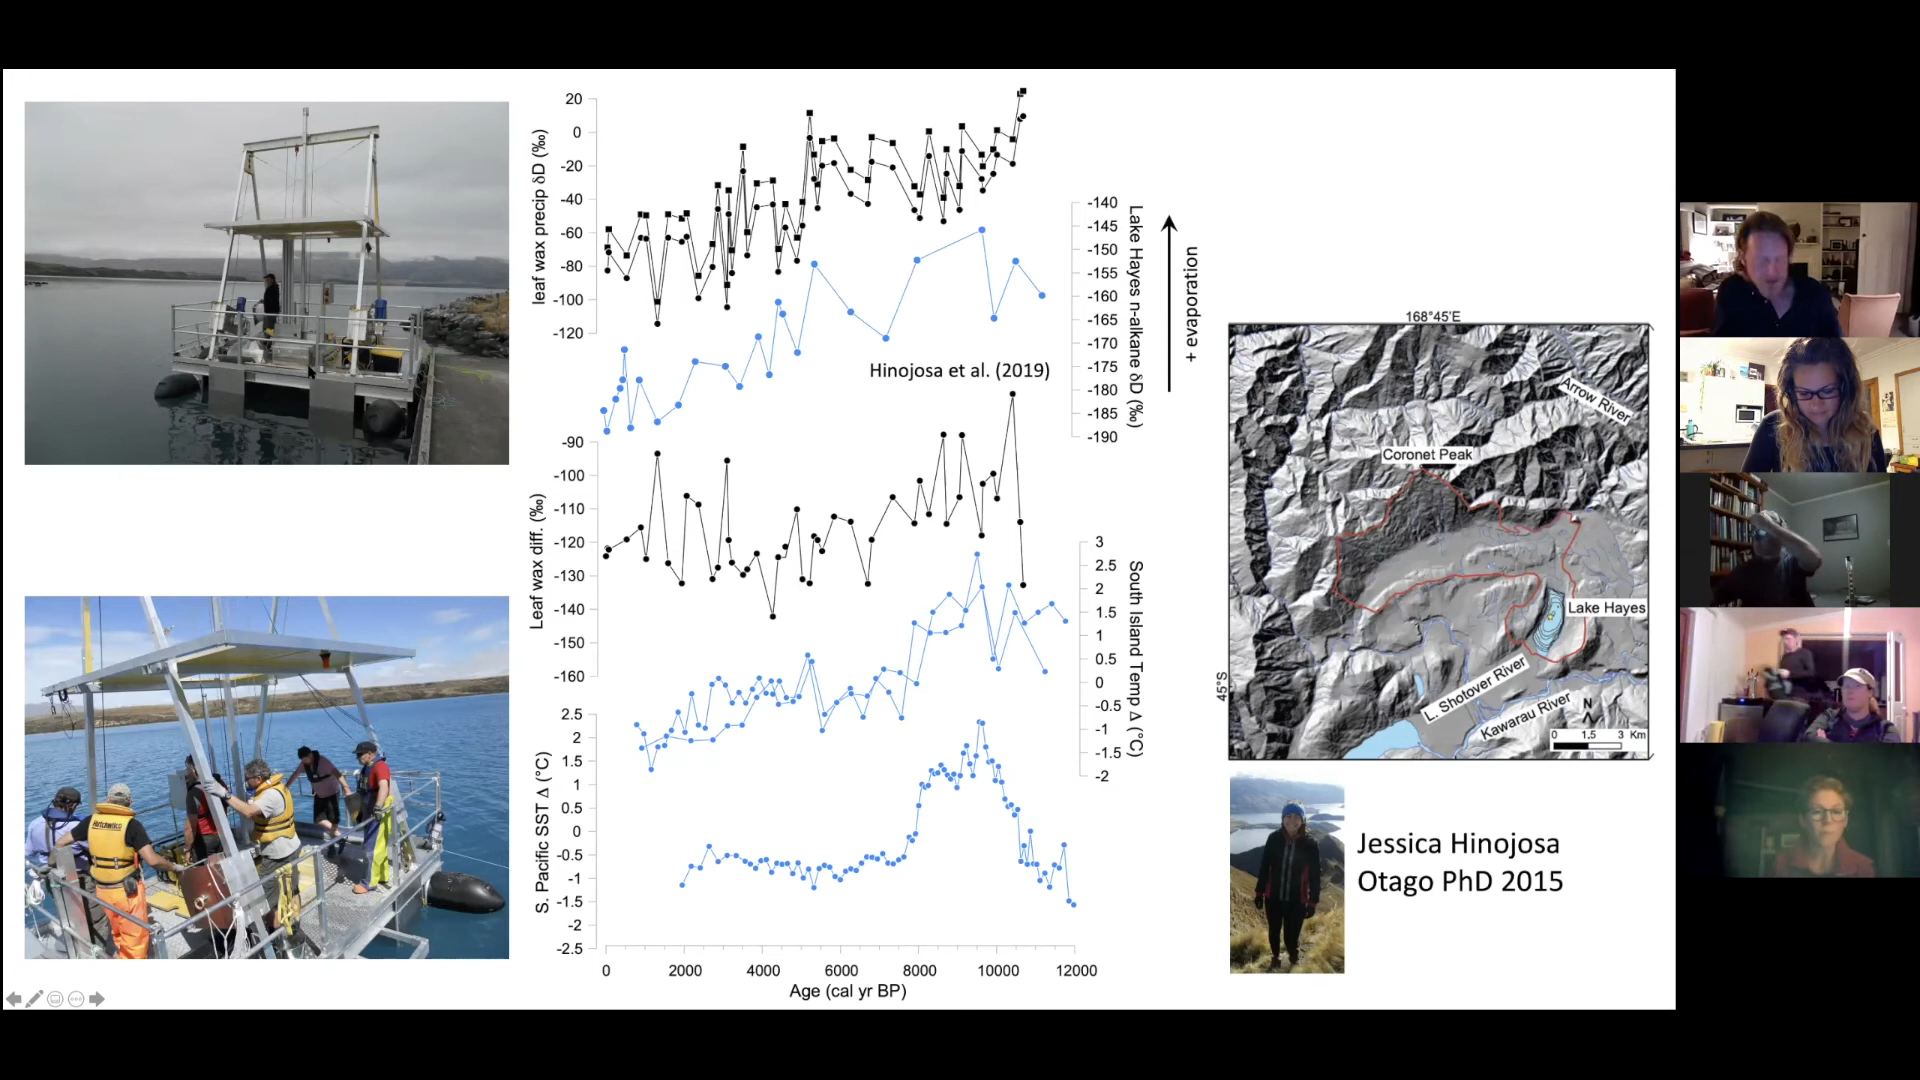 20
0
-20
-40
-60
-80
-100
-120
leaf wax precip δD (‰)
-140
-145
-150
-155
-160
-165
-170
-175
-180
-185
-190
Lake Hayes n-alkane δD (‰)
+ evaporation
Hinojosa et al. (2019)
-90
-100
-110
-120
-130
-140
-150
-160
Leaf wax diff. (‰)
3
2.5
2
1.5
1
0.5
0
-0.5
-1
-1.5
-2
South Island Temp Δ (°C)
2.5
2
1.5
1
0.5
0
-0.5
-1
-1.5
-2
-2.5
S. Pacific SST Δ (°C)
0 2000 4000 6000 8000 10000 12000
Age (cal yr BP)
168°45'E
45°S
Arrow River
Coronet Peak
Lake Hayes
L. Shotover River
Kawarau River
N
0 1,5 3 Km
Jessica Hinojosa
Otago PhD 2015